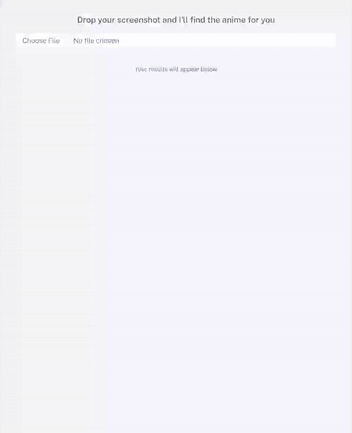 Drop your screenshot and i'll find the anime for you
Choose File No file chosen
results will appear below